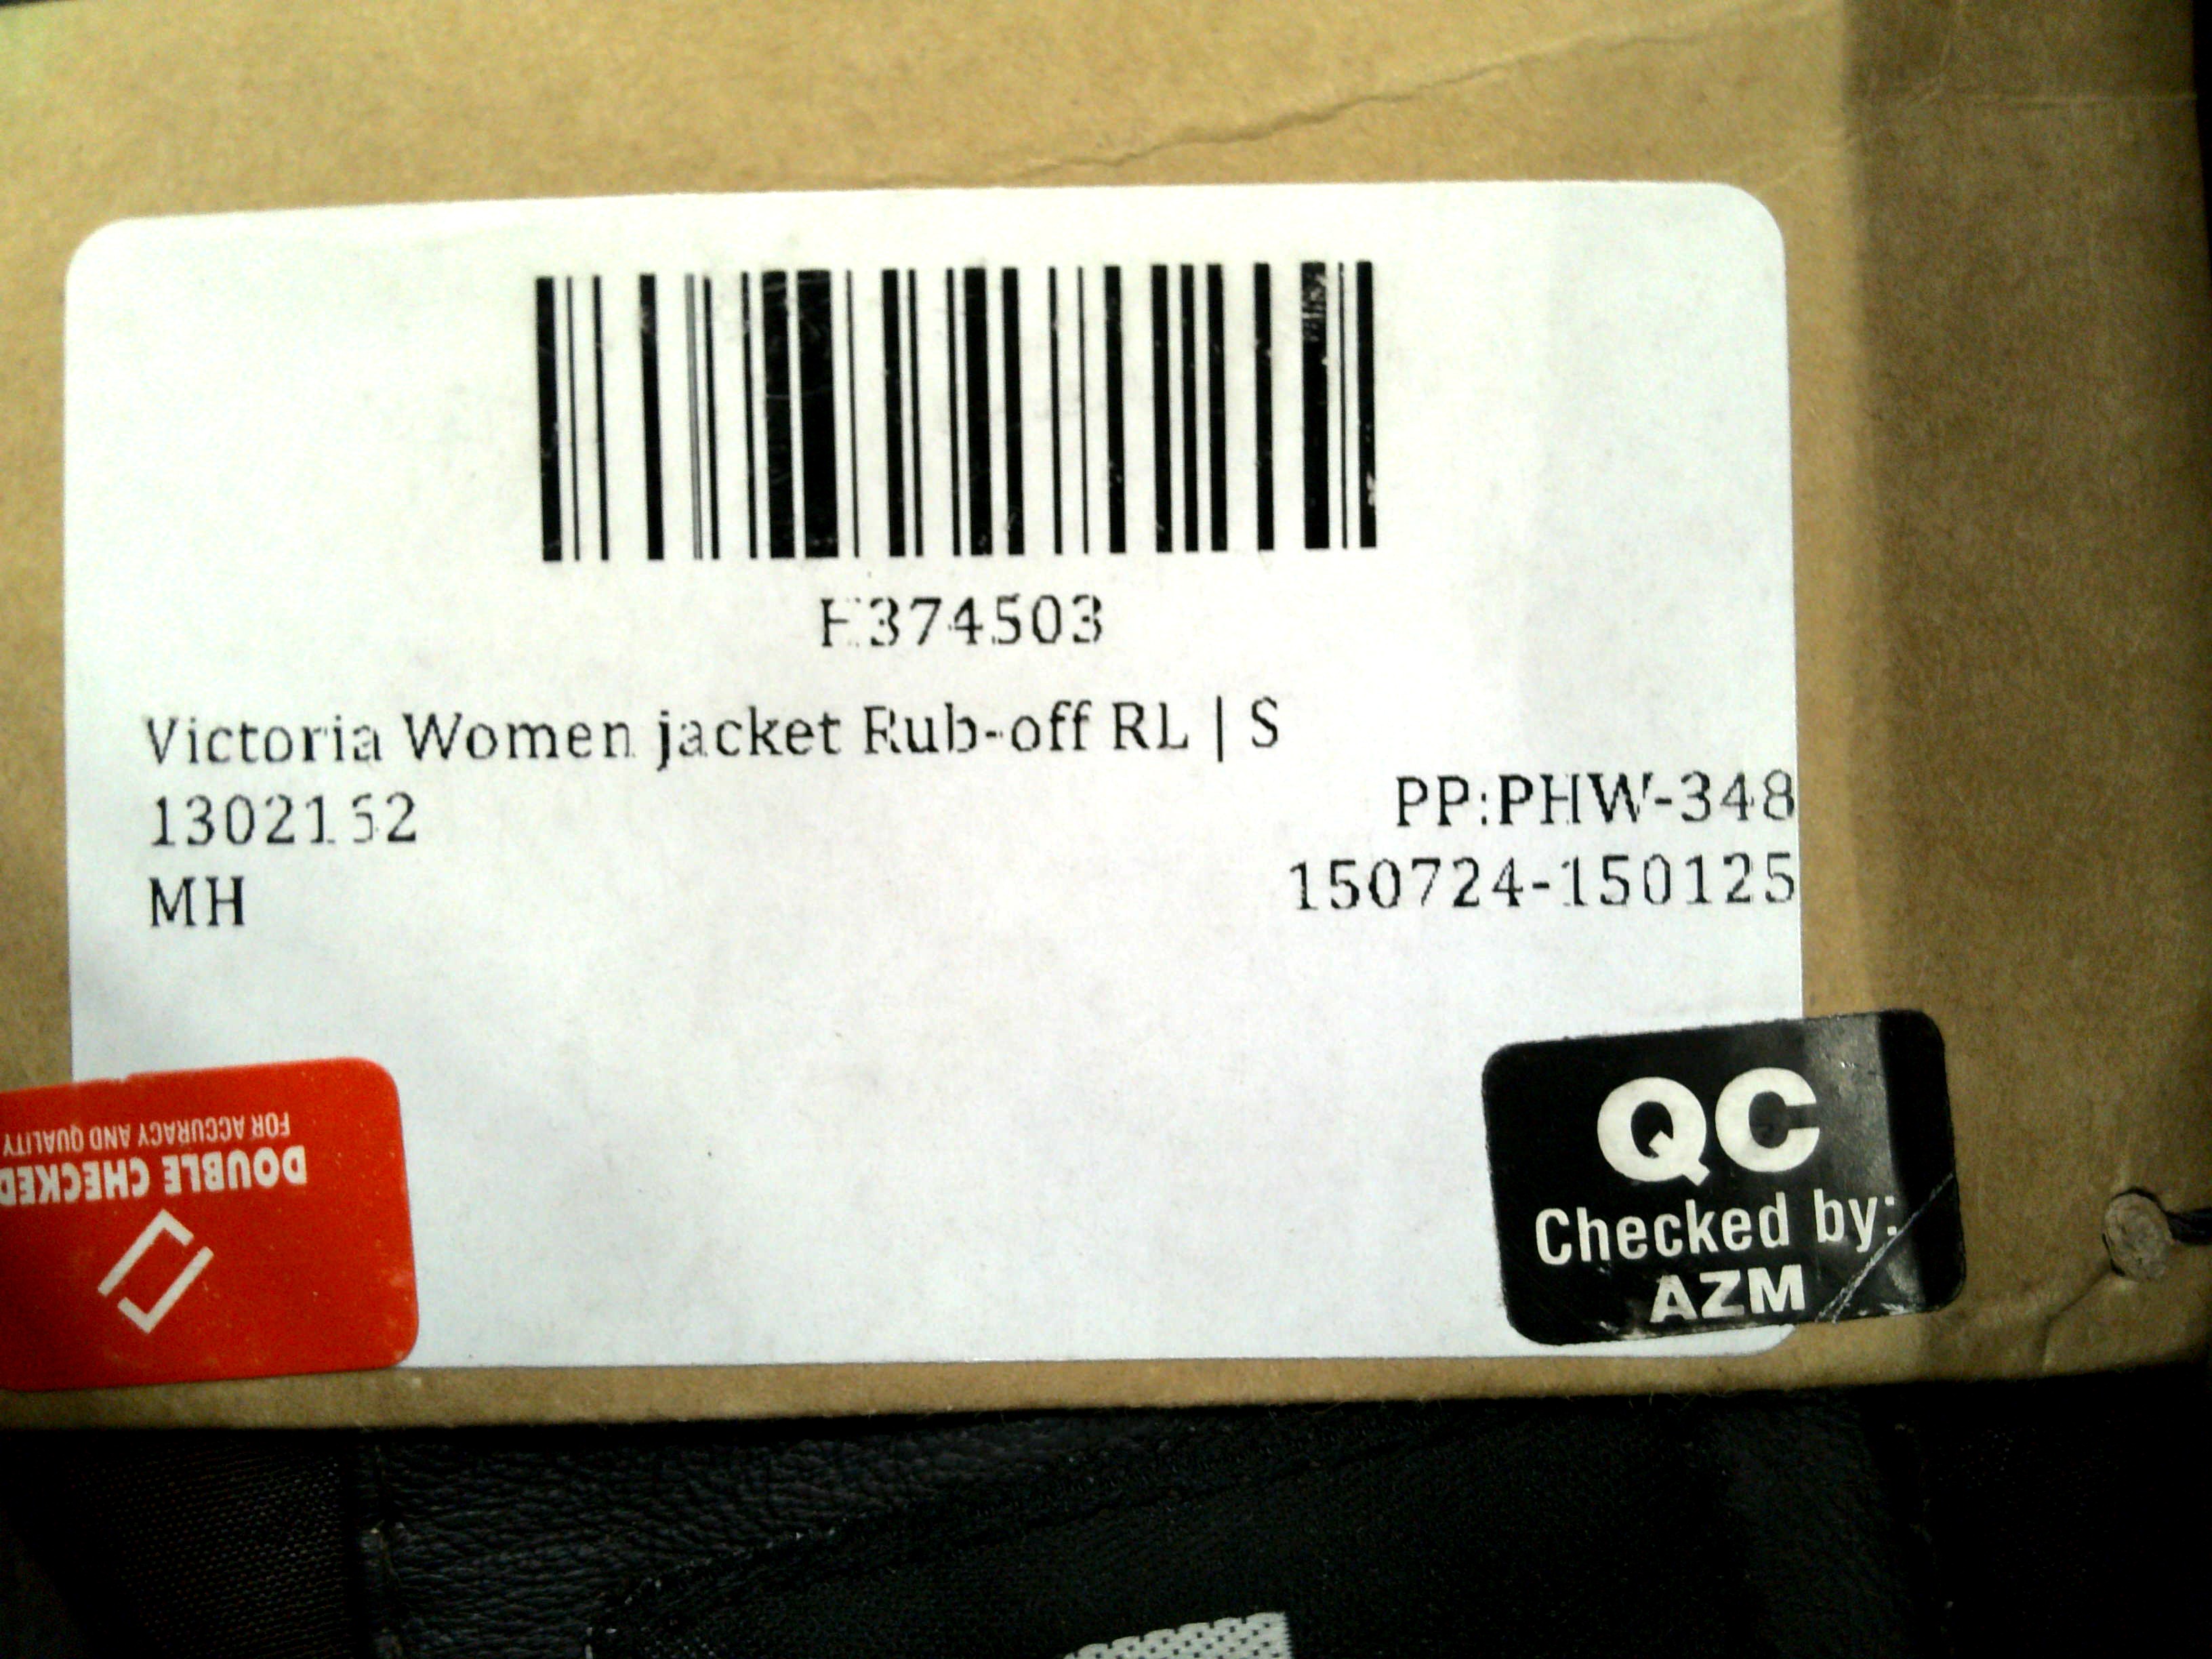 H374503
Victoria Women jacket Rub-off RL | S
1302152
PP:PHW-348
MH
150724-150125
DOUBLE CHECKED
FOR ACCURACY AND QUALITY
QC
Checked by:
AZM